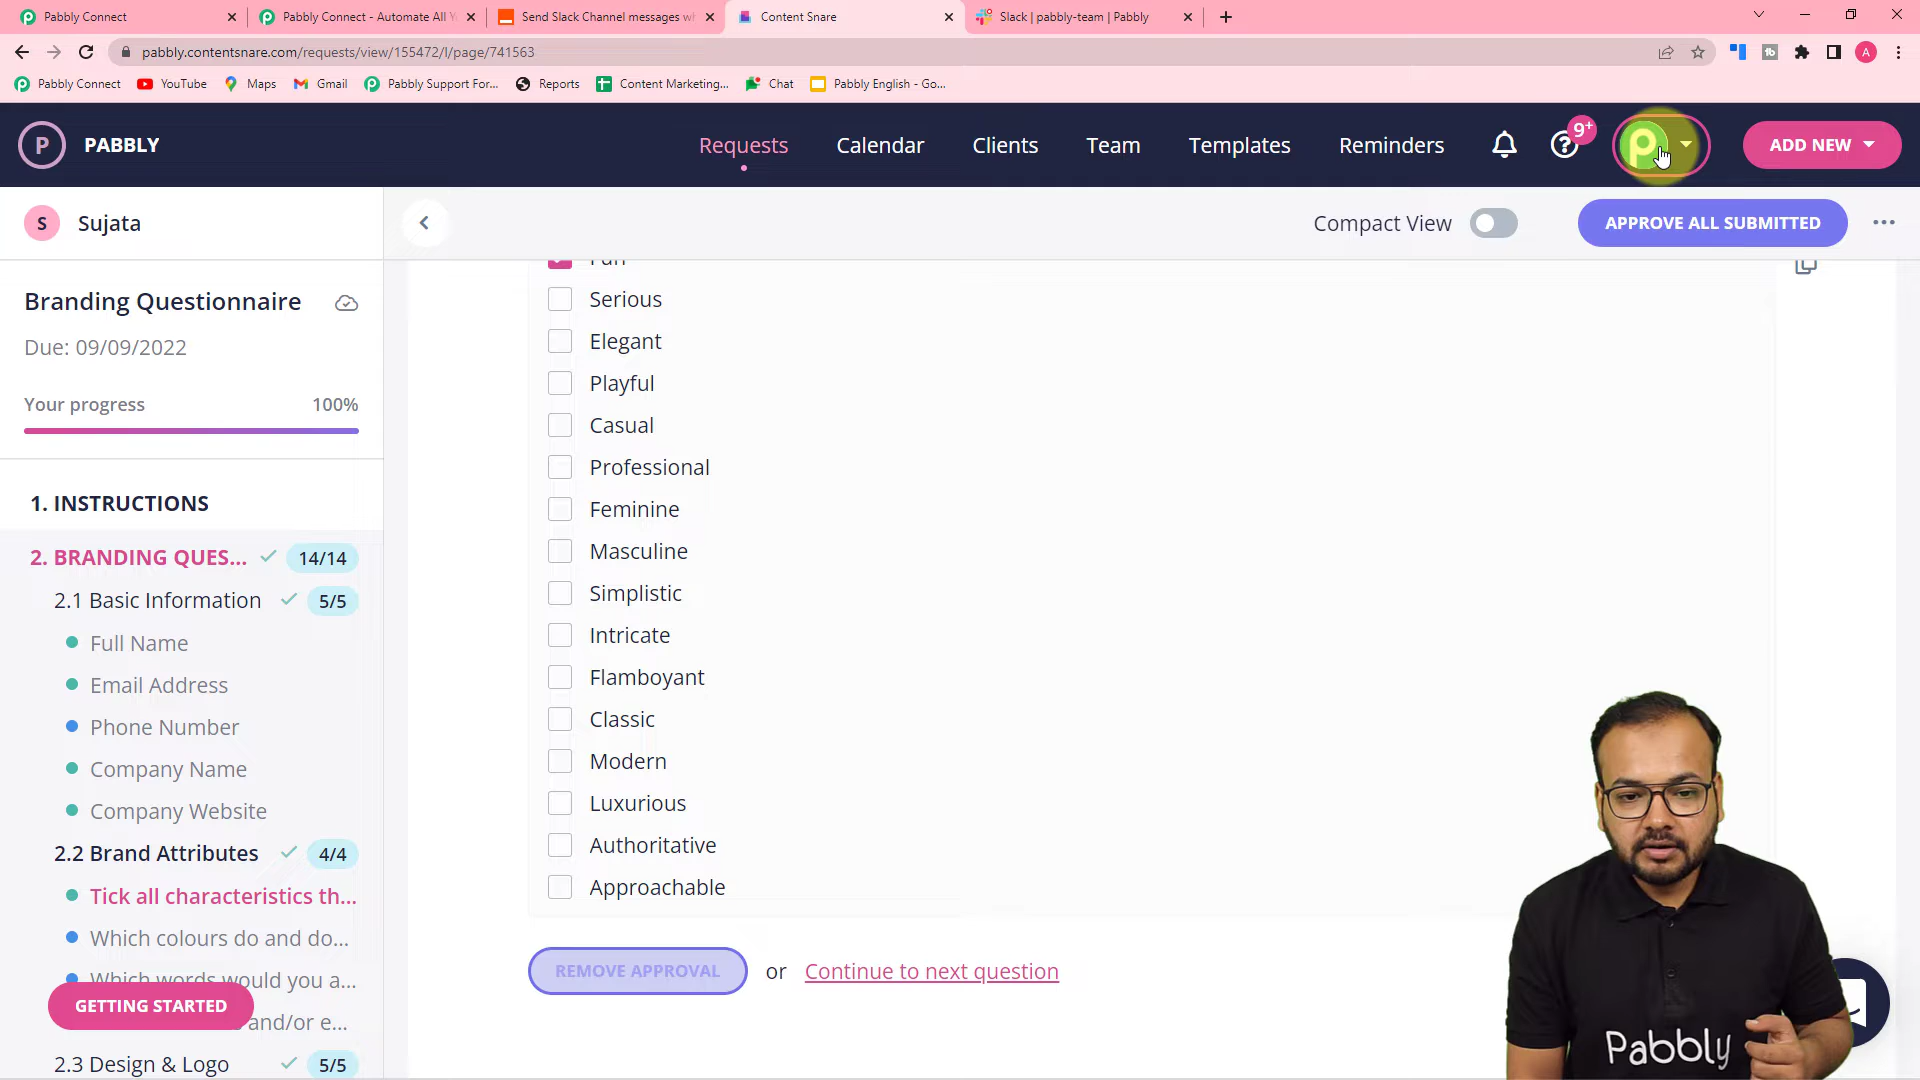 Pabbly Connect
Pabbly Connect - Automate All Y
Send Slack Channel messages w
Content Snare
Slack | pabbly-team | Pabbly
pabbly.contentsnare.com/requests/view/155472/l/page/741563
A
Pabbly Connect
YouTube
Maps
Gmail
Pabbly Support For...
Reports
Content Marketing...
Chat
Pabbly English - Go...
P PABBLY
Requests
Calendar
Clients
Team
Templates
Reminders
9+
ADD NEW
S Sujata
Compact View
APPROVE ALL SUBMITTED
Branding Questionnaire
Due: 09/09/2022
Your progress 100%
1. INSTRUCTIONS
2. BRANDING QUES... 14/14
2.1 Basic Information 5/5
Full Name
Email Address
Phone Number
Company Name
Company Website
2.2 Brand Attributes 4/4
Tick all characteristics th...
Which colours do and do...
Which words would you a...
and/or e...
GETTING STARTED
2.3 Design & Logo 5/5
Fun
Serious
Elegant
Playful
Casual
Professional
Feminine
Masculine
Simplistic
Intricate
Flamboyant
Classic
Modern
Luxurious
Authoritative
Approachable
REMOVE APPROVAL or Continue to next question
Pabbly